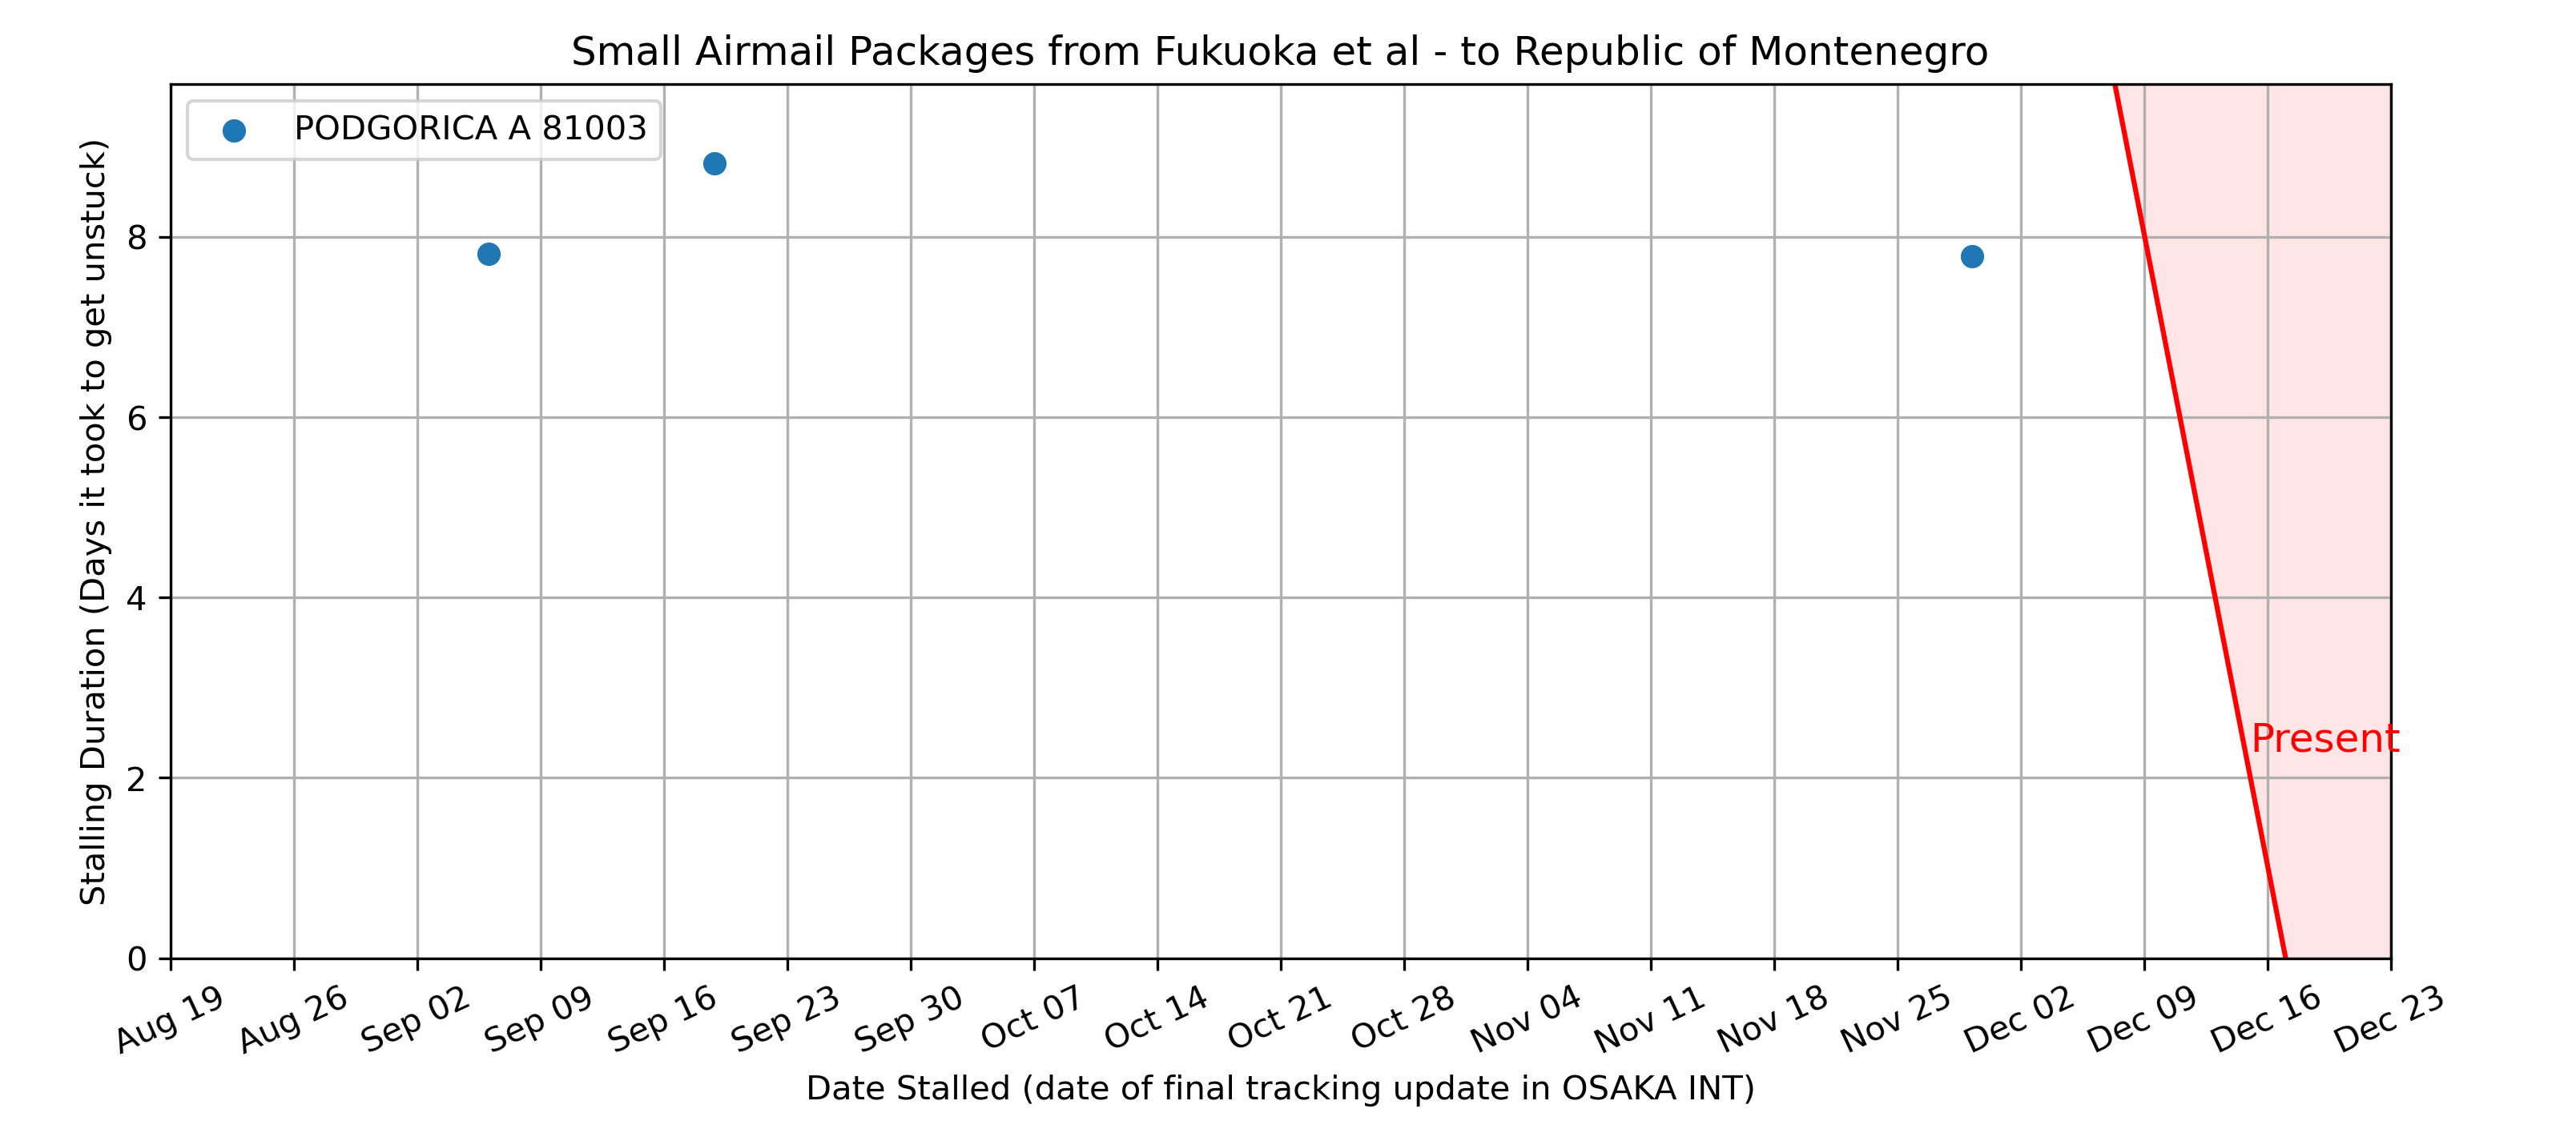 Small Airmail Packages from Fukuoka et al - to Republic of Montenegro
PODGORICA A 81003
Stalling Duration (Days it took to get unstuck)
8
6
4
2
0
Present
Aug 19
Aug 26
Sep 02
Sep 09
Sep 16
Sep 23
Sep 30
Oct 07
Oct 14
Oct 21
Oct 28
Nov 04
Nov 11
Nov 18
Nov 25
Dec 02
Dec 09
Dec 16
Dec 23
Date Stalled (date of final tracking update in OSAKA INT)